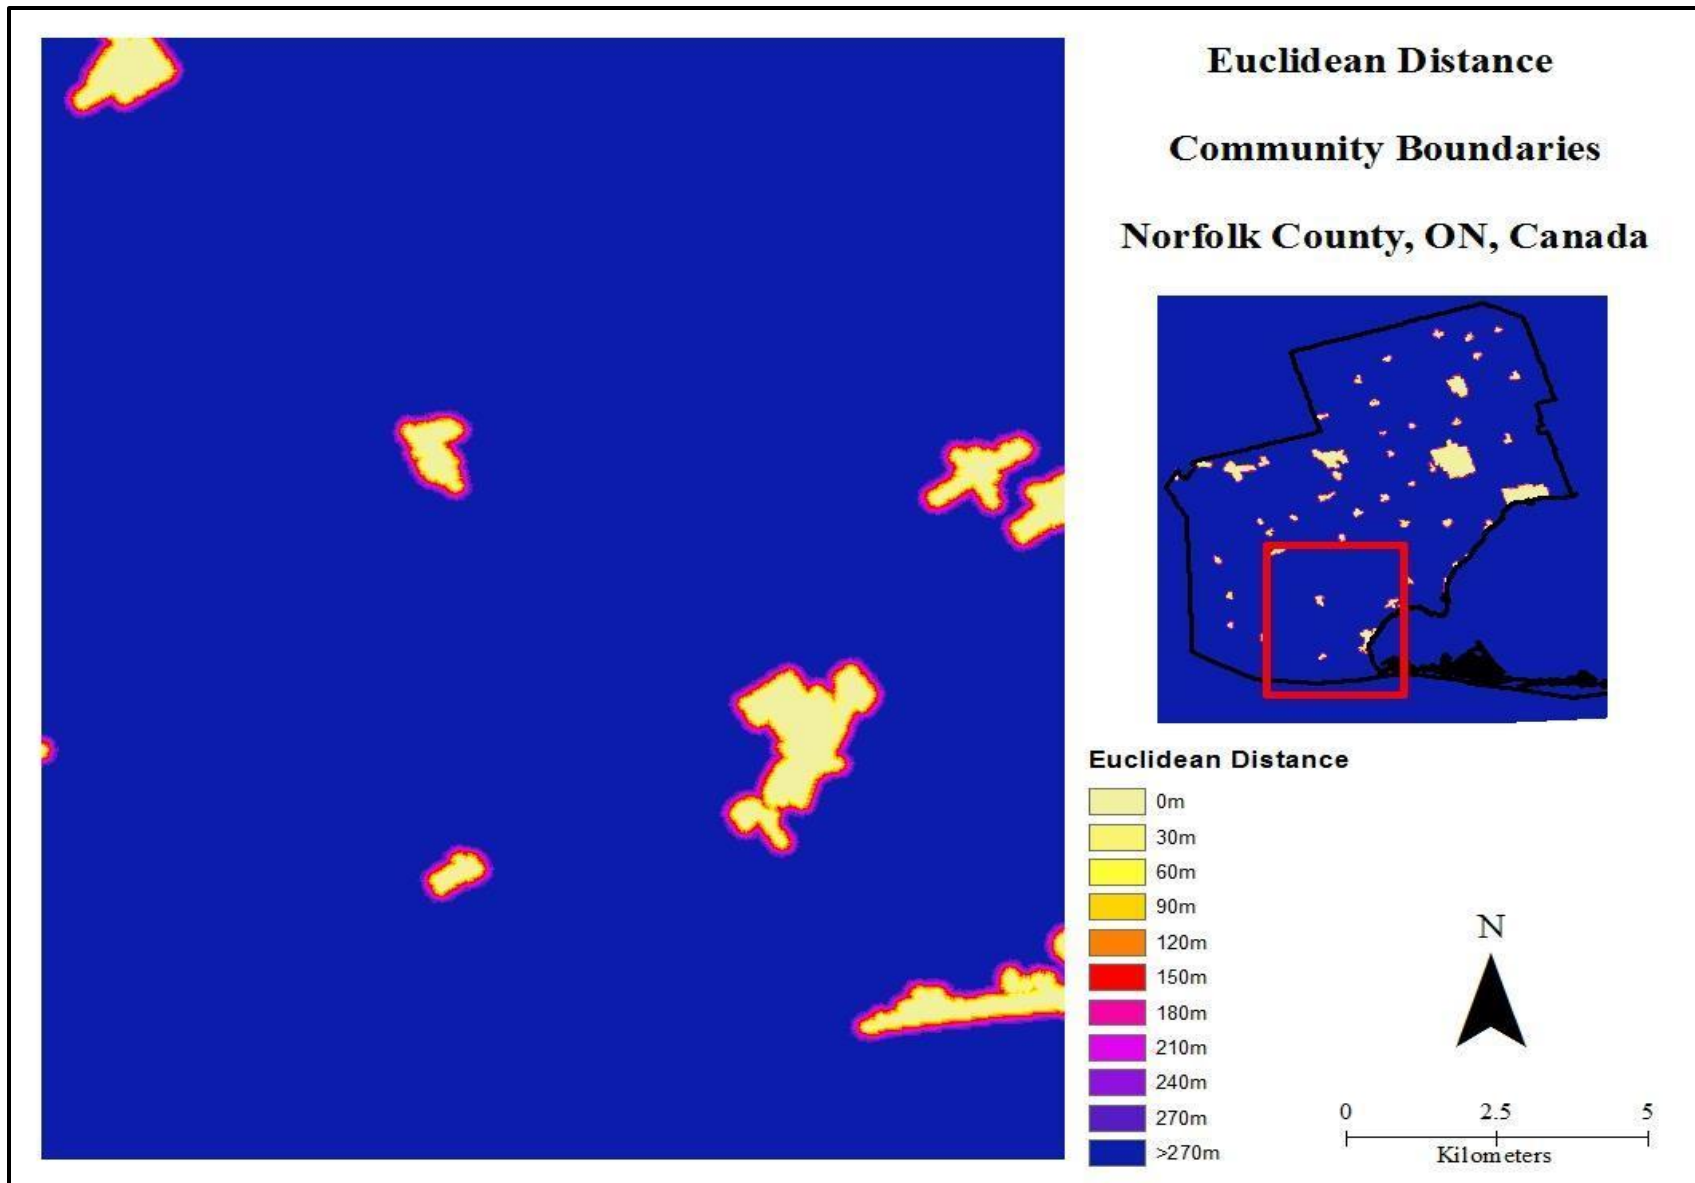 Euclidean Distance
Community Boundaries
Norfolk County, ON, Canada
Euclidean Distance
0m
30m
60m
90m
120m
150m
180m
210m
240m
270m
>270m
N
0 2.5 5
Kilometers